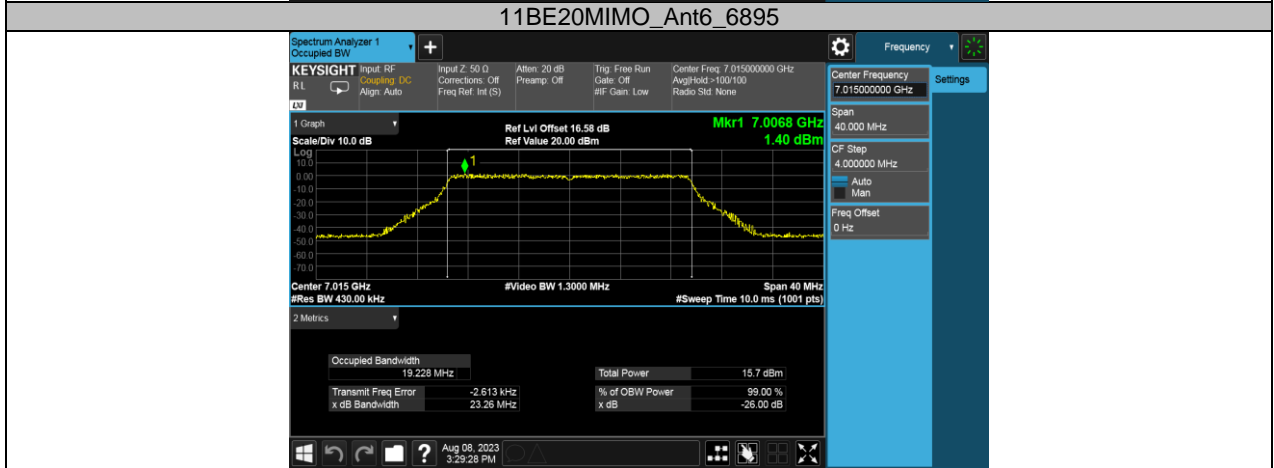 11BE20MIMO_Ant6_6895
Spectrum Analyzer 1
Occupied BW
+
Frequency
KEYSIGHT
Input: RF
Coupling: DC
Align: Auto
Input Z: 50 Ω
Corrections: Off
Freq Ref: Int (S)
Atten: 20 dB
Preamp: Off
Trig: Free Run
Gate: Off
#IF Gain: Low
Center Freq: 7.015000000 GHz
Avg|Hold:>100/100
Radio Std: None
RL
LXI
Center Frequency
7.015000000 GHz
Settings
Span
40.000 MHz
CF Step
4.000000 MHz
Auto
Man
Freq Offset
0 Hz
1 Graph
Ref Lvl Offset 16.58 dB
Mkr1 7.0068 GHz
Scale/Div 10.0 dB
Ref Value 20.00 dBm
1.40 dBm
Log
10.0
0.00
-10.0
-20.0
-30.0
-40.0
-50.0
-60.0
-70.0
1
Center 7.015 GHz
#Video BW 1.3000 MHz
Span 40 MHz
#Res BW 430.00 kHz
#Sweep Time 10.0 ms (1001 pts)
2 Metrics
Occupied Bandwidth
19.228 MHz
Total Power 15.7 dBm
Transmit Freq Error -2.613 kHz
% of OBW Power 99.00 %
x dB Bandwidth 23.26 MHz
x dB -26.00 dB
?
Aug 08, 2023
3:29:28 PM